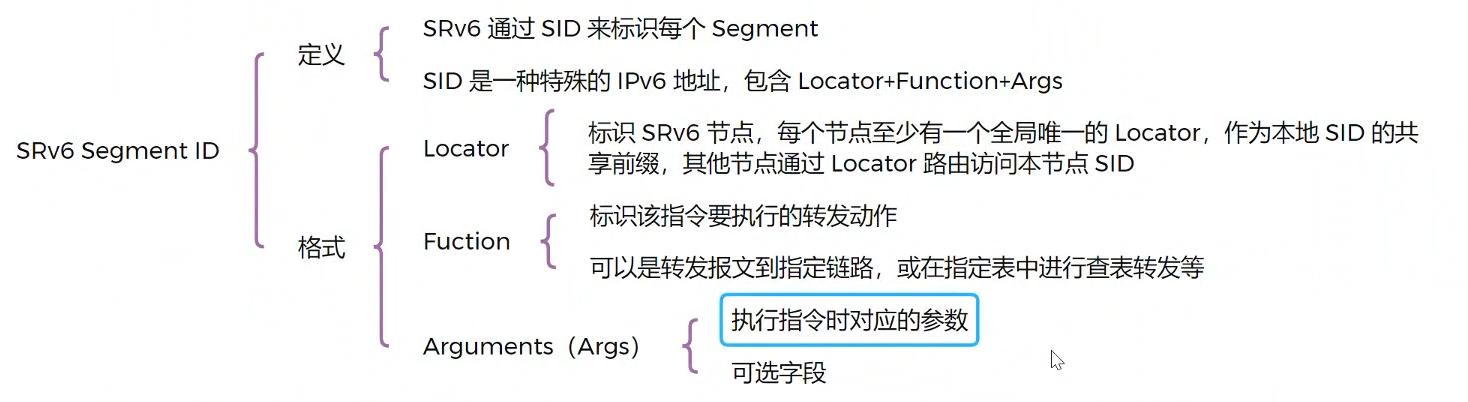 SRv6 Segment ID
定义
SRv6 通过 SID 来标识每个 Segment
SID 是一种特殊的 IPv6 地址，包含 Locator+Function+Args
格式
Locator
标识 SRv6 节点，每个节点至少有一个全局唯一的 Locator，作为本地 SID 的共
享前缀，其他节点通过 Locator 路由访问本节点 SID
Fuction
标识该指令要执行的转发动作
可以是转发报文到指定链路，或在指定表中进行查表转发等
Arguments（Args）
执行指令时对应的参数
可选字段